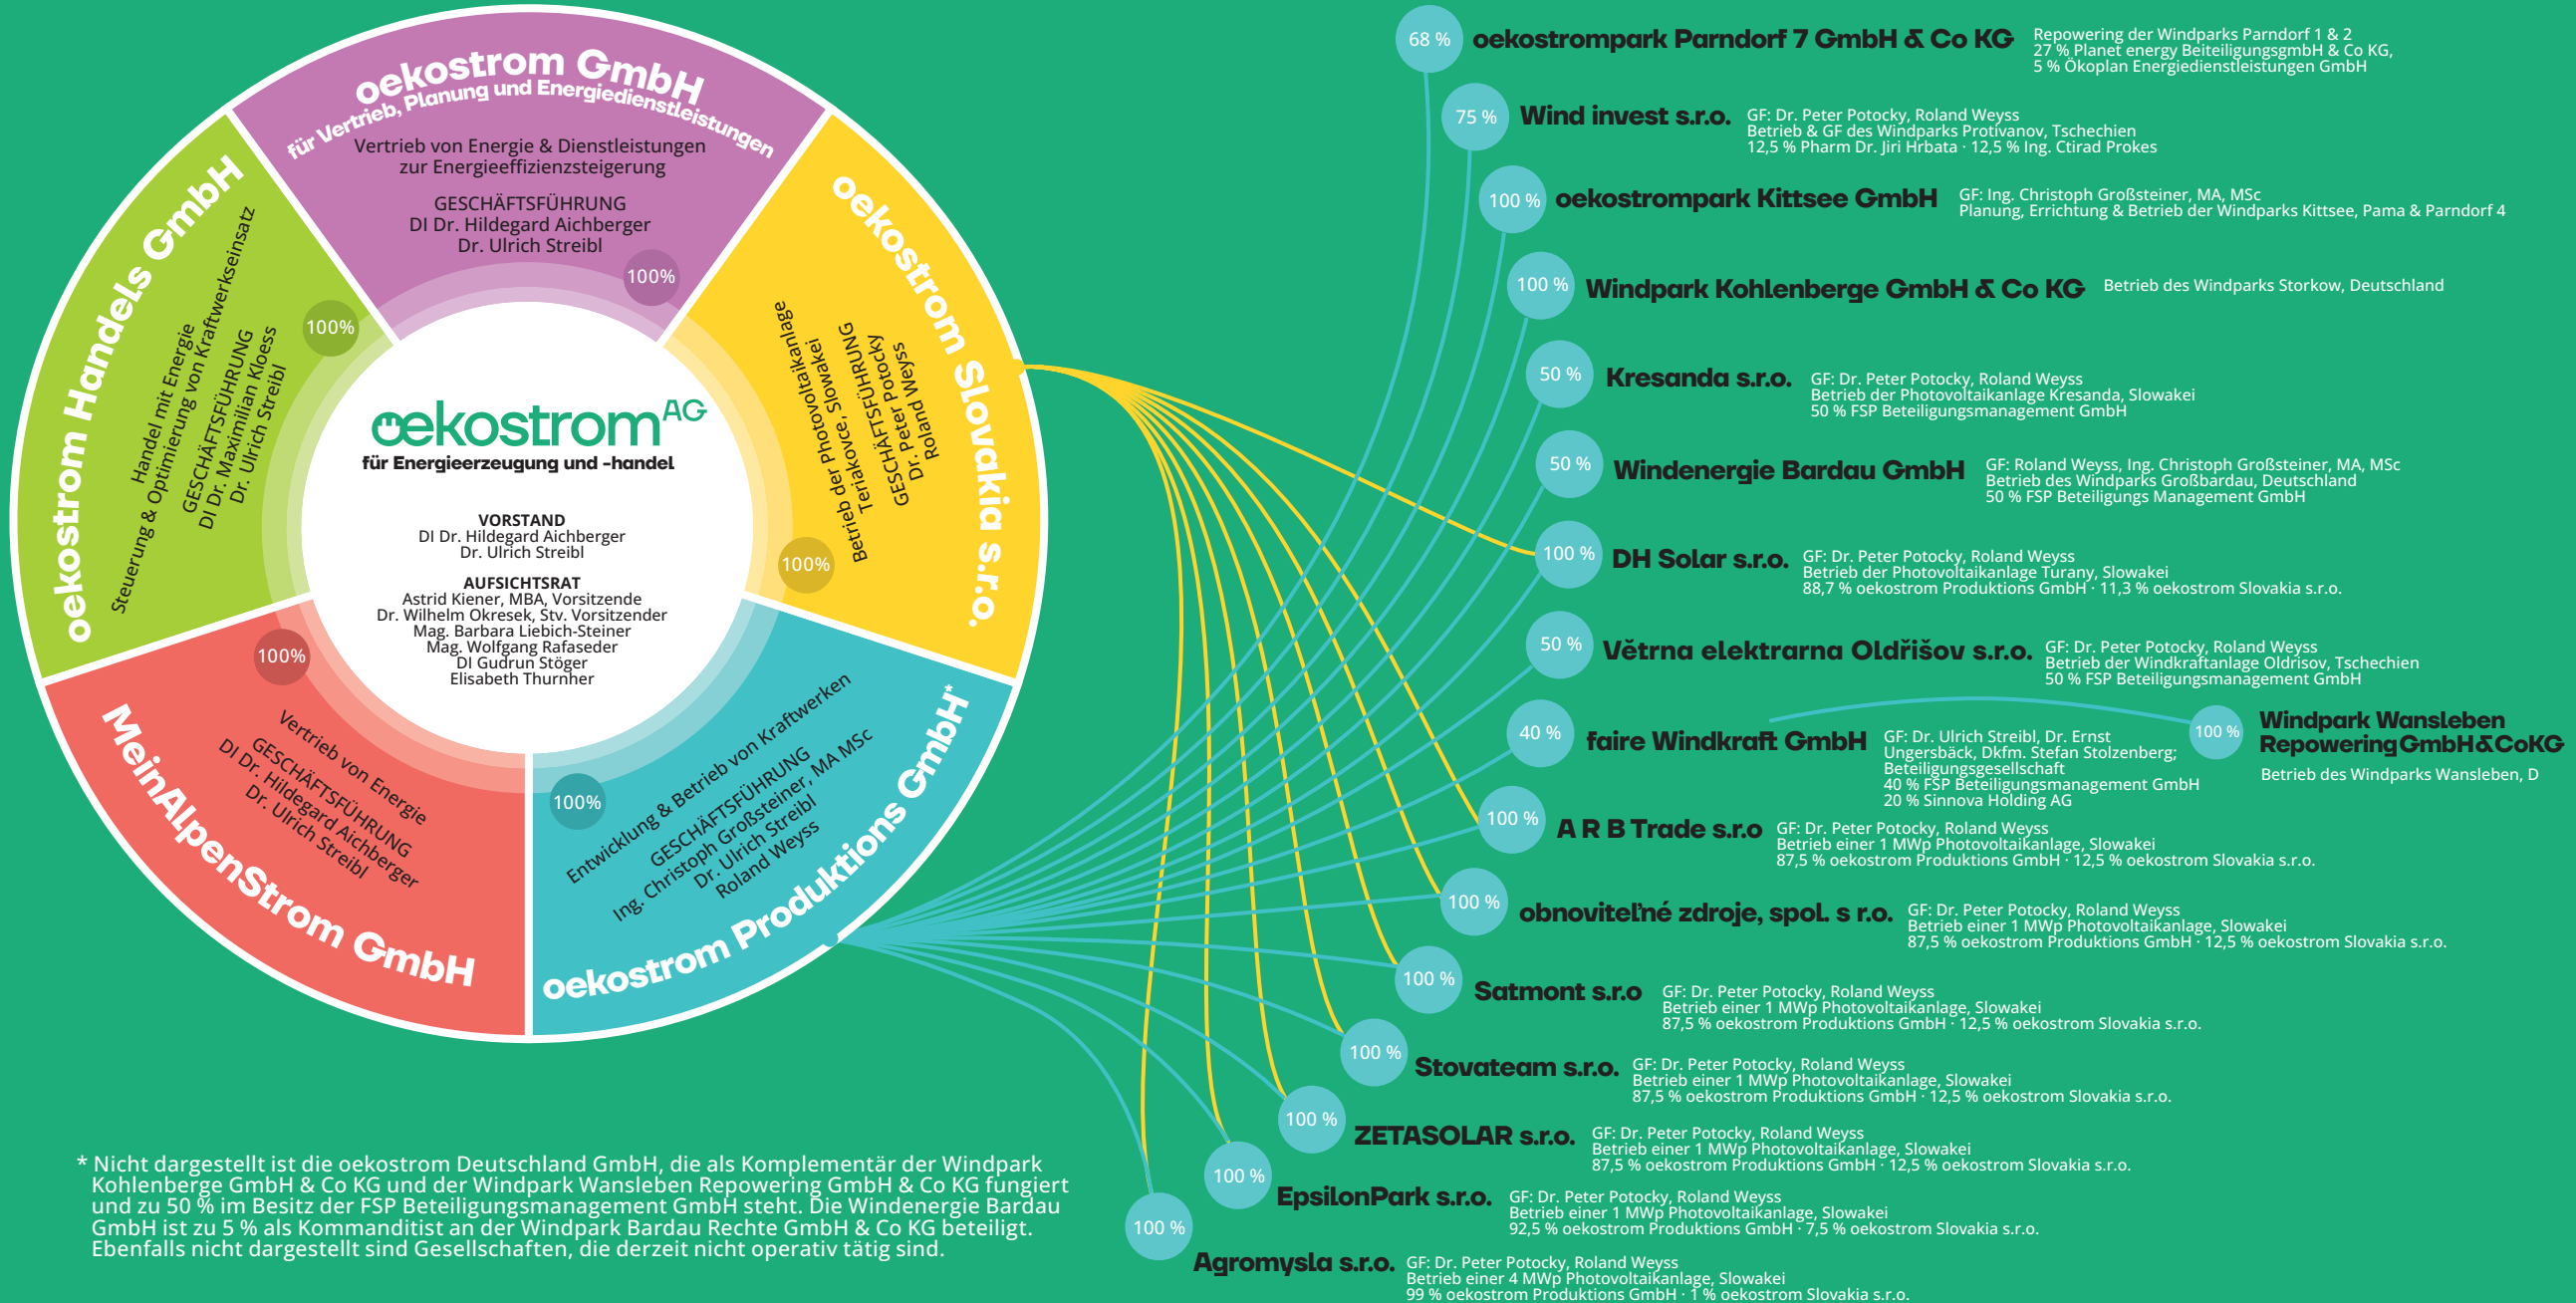 oekostrom GmbH
für Vertrieb, Planung und Energiedienstleistungen
Vertrieb von Energie & Dienstleistungen
zur Energieeffizienzsteigerung
GESCHÄFTSFÜHRUNG
DI Dr. Hildegard Aichberger
Dr. Ulrich Streibl
100%
oekostrom Slovakia s.r.o.
Betrieb der Photovoltaikanlage
Teriakovce, Slowakei
GESCHÄFTSFÜHRUNG
Dr. Peter Potocky
Roland Weyss
100%
oekostrom Produktions GmbH*
Entwicklung & Betrieb von Kraftwerken
GESCHÄFTSFÜHRUNG
Ing. Christoph Großsteiner, MA MSc
Dr. Ulrich Streibl
Roland Weyss
100%
MeinAlpenStrom GmbH
Vertrieb von Energie
GESCHÄFTSFÜHRUNG
DI Dr. Hildegard Aichberger
Dr. Ulrich Streibl
100%
oekostrom Handels GmbH
Handel mit Energie
Steuerung & Optimierung von Kraftwerkseinsatz
GESCHÄFTSFÜHRUNG
DI Dr. Maximilian Kloess
Dr. Ulrich Streibl
100%
oekostrom AG
für Energieerzeugung und -handel
VORSTAND
DI Dr. Hildegard Aichberger
Dr. Ulrich Streibl
AUFSICHTSRAT
Astrid Kiener, MBA, Vorsitzende
Dr. Wilhelm Okresek, Stv. Vorsitzender
Mag. Barbara Liebich-Steiner
Mag. Wolfgang Rafaseder
DI Gudrun Stöger
Elisabeth Thurnher
68 %
oekostrompark Parndorf 7 GmbH & Co KG
Repowering der Windparks Parndorf 1 & 2
27 % Planet energy BeiteiligungsgmbH & Co KG,
5 % Ökoplan Energiedienstleistungen GmbH
75 %
Wind invest s.r.o.
GF: Dr. Peter Potocky, Roland Weyss
Betrieb & GF des Windparks Protivanov, Tschechien
12,5 % Pharm Dr. Jiri Hrbata · 12,5 % Ing. Ctirad Prokes
100 %
oekostrompark Kittsee GmbH
GF: Ing. Christoph Großsteiner, MA, MSc
Planung, Errichtung & Betrieb der Windparks Kittsee, Pama & Parndorf 4
100 %
Windpark Kohlenberge GmbH & Co KG
Betrieb des Windparks Storkow, Deutschland
50 %
Kresanda s.r.o.
GF: Dr. Peter Potocky, Roland Weyss
Betrieb der Photovoltaikanlage Kresanda, Slowakei
50 % FSP Beteiligungsmanagement GmbH
50 %
Windenergie Bardau GmbH
GF: Roland Weyss, Ing. Christoph Großsteiner, MA, MSc
Betrieb des Windparks Großbardau, Deutschland
50 % FSP Beteiligungs Management GmbH
100 %
DH Solar s.r.o.
GF: Dr. Peter Potocky, Roland Weyss
Betrieb der Photovoltaikanlage Turany, Slowakei
88,7 % oekostrom Produktions GmbH · 11,3 % oekostrom Slovakia s.r.o.
50 %
Větrna elektrarna Oldřišov s.r.o.
GF: Dr. Peter Potocky, Roland Weyss
Betrieb der Windkraftanlage Oldrisov, Tschechien
50 % FSP Beteiligungsmanagement GmbH
40 %
faire Windkraft GmbH
GF: Dr. Ulrich Streibl, Dr. Ernst
Ungersbäck, Dkfm. Stefan Stolzenberg;
Beteiligungsgesellschaft
40 % FSP Beteiligungsmanagement GmbH
20 % Sinnova Holding AG
100 %
Windpark Wansleben
Repowering GmbH & Co KG
Betrieb des Windparks Wansleben, D
100 %
A R B Trade s.r.o
GF: Dr. Peter Potocky, Roland Weyss
Betrieb einer 1 MWp Photovoltaikanlage, Slowakei
87,5 % oekostrom Produktions GmbH · 12,5 % oekostrom Slovakia s.r.o.
100 %
obnoviteľné zdroje, spol. s r.o.
GF: Dr. Peter Potocky, Roland Weyss
Betrieb einer 1 MWp Photovoltaikanlage, Slowakei
87,5 % oekostrom Produktions GmbH · 12,5 % oekostrom Slovakia s.r.o.
100 %
Satmont s.r.o
GF: Dr. Peter Potocky, Roland Weyss
Betrieb einer 1 MWp Photovoltaikanlage, Slowakei
87,5 % oekostrom Produktions GmbH · 12,5 % oekostrom Slovakia s.r.o.
100 %
Stovateam s.r.o.
GF: Dr. Peter Potocky, Roland Weyss
Betrieb einer 1 MWp Photovoltaikanlage, Slowakei
87,5 % oekostrom Produktions GmbH · 12,5 % oekostrom Slovakia s.r.o.
100 %
ZETASOLAR s.r.o.
GF: Dr. Peter Potocky, Roland Weyss
Betrieb einer 1 MWp Photovoltaikanlage, Slowakei
87,5 % oekostrom Produktions GmbH · 12,5 % oekostrom Slovakia s.r.o.
100 %
EpsilonPark s.r.o.
GF: Dr. Peter Potocky, Roland Weyss
Betrieb einer 1 MWp Photovoltaikanlage, Slowakei
92,5 % oekostrom Produktions GmbH · 7,5 % oekostrom Slovakia s.r.o.
100 %
Agromysla s.r.o.
GF: Dr. Peter Potocky, Roland Weyss
Betrieb einer 4 MWp Photovoltaikanlage, Slowakei
99 % oekostrom Produktions GmbH · 1 % oekostrom Slovakia s.r.o.
* Nicht dargestellt ist die oekostrom Deutschland GmbH, die als Komplementär der Windpark
Kohlenberge GmbH & Co KG und der Windpark Wansleben Repowering GmbH & Co KG fungiert
und zu 50 % im Besitz der FSP Beteiligungsmanagement GmbH steht. Die Windenergie Bardau
GmbH ist zu 5 % als Kommanditist an der Windpark Bardau Rechte GmbH & Co KG beteiligt.
Ebenfalls nicht dargestellt sind Gesellschaften, die derzeit nicht operativ tätig sind.